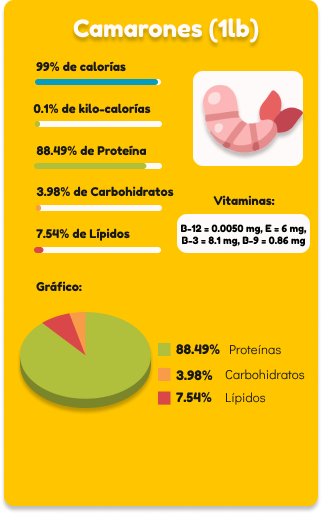 Camarones (1lb)
99% de calorías
0.1% de kilo-calorías
88.49% de Proteína
3.98% de Carbohidratos
7.54% de Lípidos
Vitaminas:
B-12 = 0.0050 mg, E = 6 mg,
B-3 = 8.1 mg, B-9 = 0.86 mg
Gráfico:
88.49% Proteínas
3.98% Carbohidratos
7.54% Lípidos